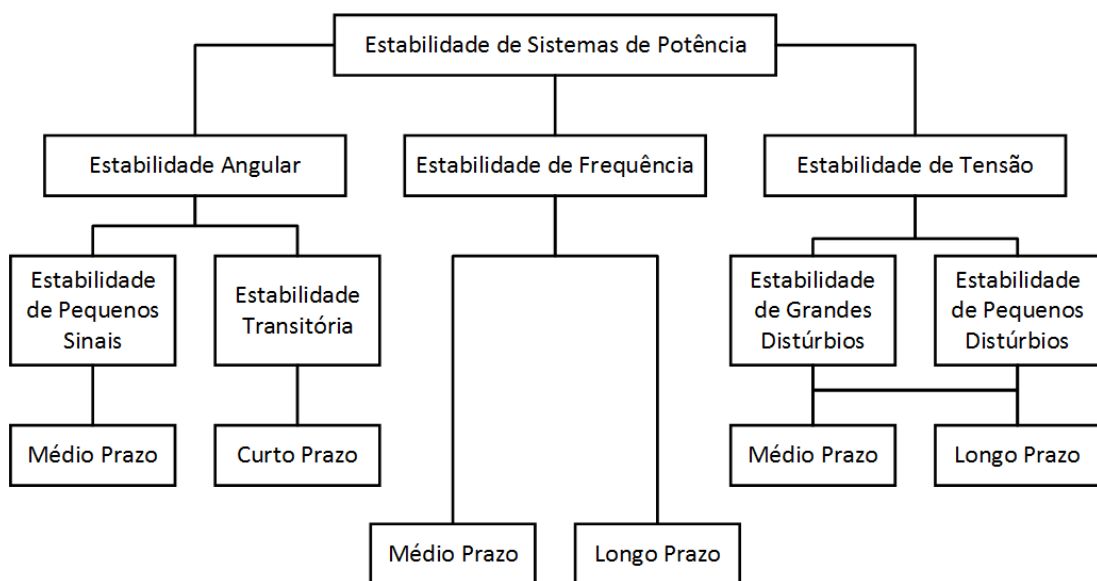 Estabilidade de Sistemas de Potência
Estabilidade Angular
Estabilidade de Frequência
Estabilidade de Tensão
Estabilidade
de Pequenos
Sinais
Estabilidade
Transitória
Estabilidade
de Grandes
Distúrbios
Estabilidade
de Pequenos
Distúrbios
Médio Prazo
Curto Prazo
Médio Prazo
Longo Prazo
Médio Prazo
Longo Prazo